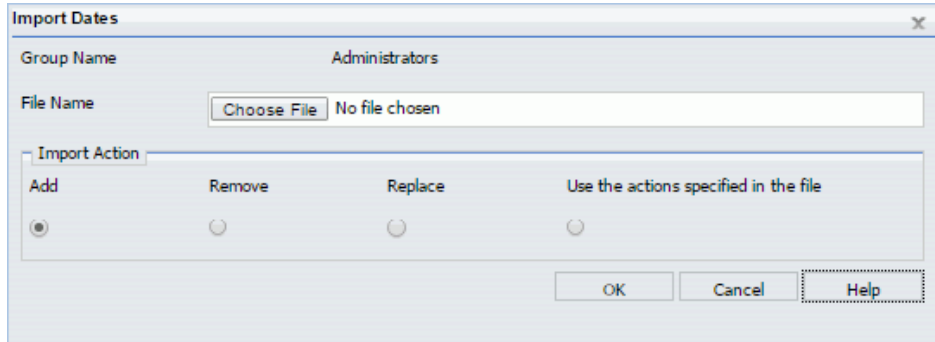 Import Dates
Group Name Administrators
File Name Choose File No file chosen
Import Action
Add Remove Replace Use the actions specified in the file
OK Cancel Help